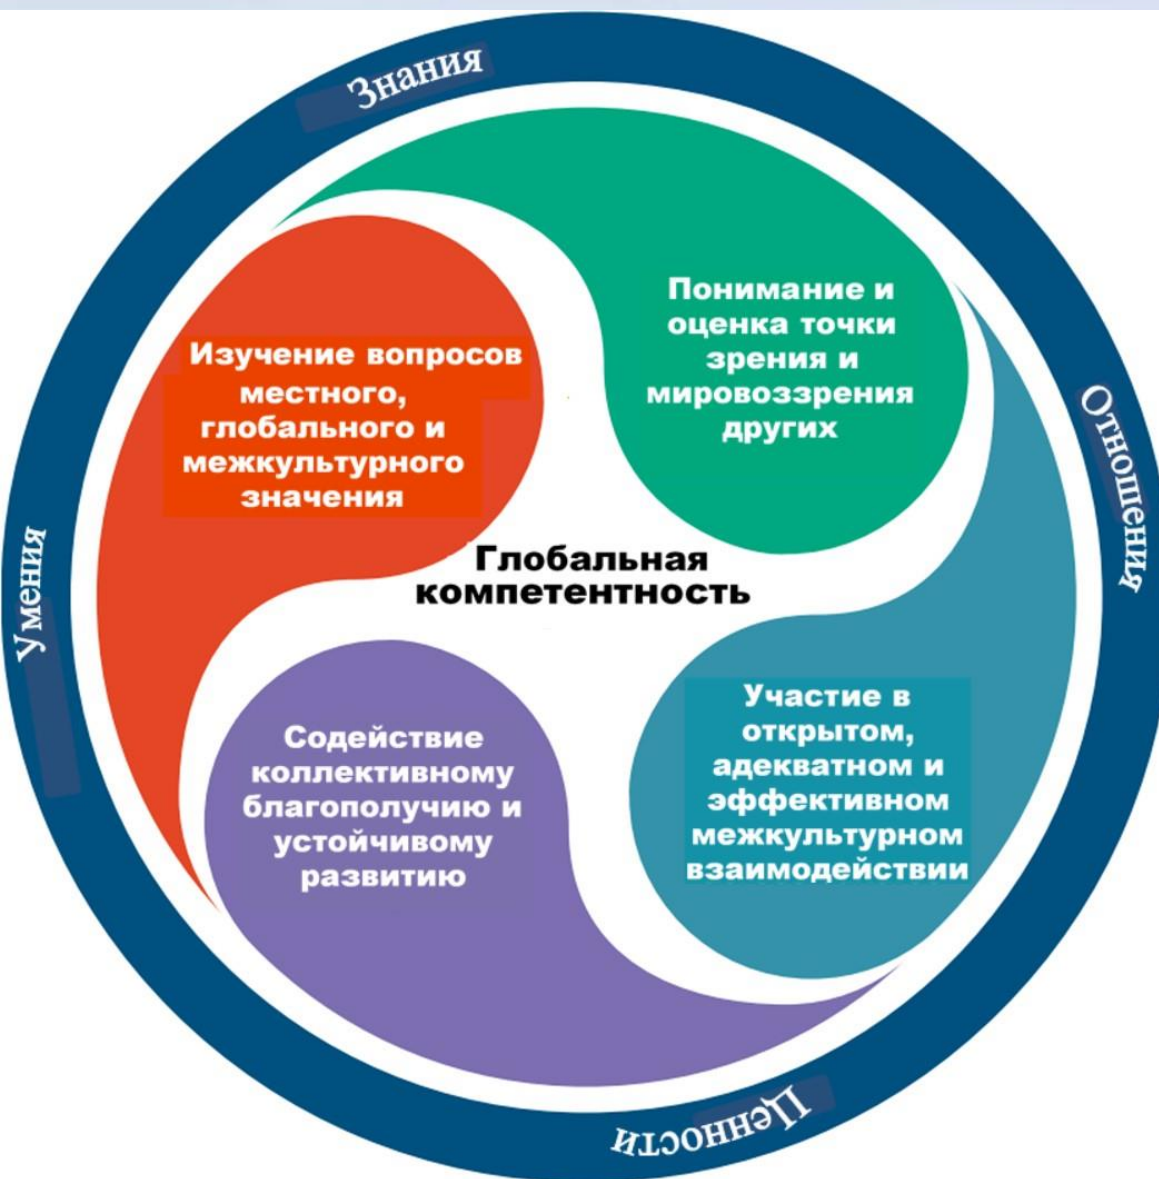 Знания
Понимание и
оценка точки
зрения и
мировоззрения
других
Изучение вопросов
местного,
глобального и
межкультурного
значения
Отношения
Глобальная
компетентность
Умения
Участие в
открытом,
адекватном и
эффективном
межкультурном
взаимодействии
Содействие
коллективному
благополучию и
устойчивому
развитию
Ценности